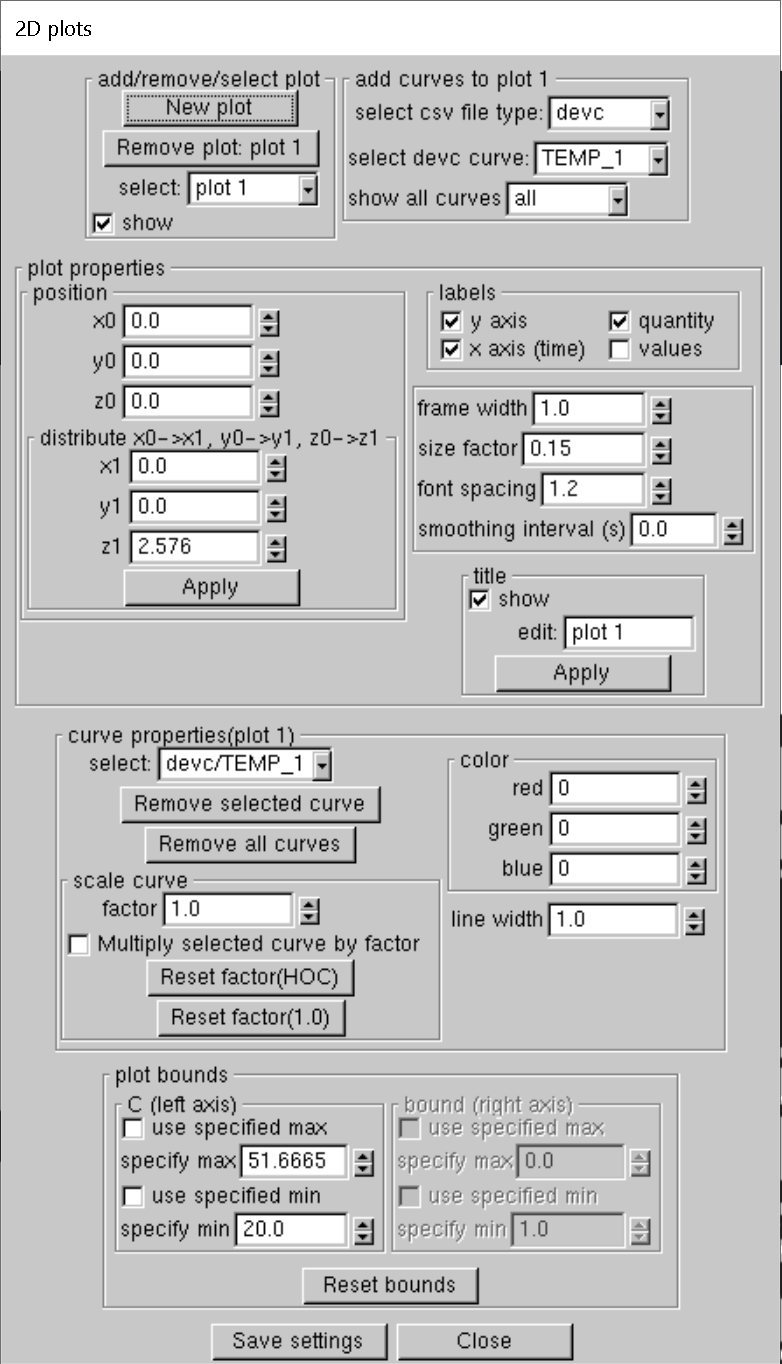 2D plots
add/remove/select plot
New plot
Remove plot: plot 1
select: plot 1
show
add curves to plot 1
select csv file type: devc
select devc curve: TEMP_1
show all curves all
plot properties
position
x0 0.0
y0 0.0
z0 0.0
distribute x0->x1, y0->y1, z0->z1
x1 0.0
y1 0.0
z1 2.576
Apply
labels
y axis quantity
x axis (time) values
frame width 1.0
size factor 0.15
font spacing 1.2
smoothing interval (s) 0.0
title
show
edit: plot 1
Apply
curve properties(plot 1)
select: devc/TEMP_1
Remove selected curve
Remove all curves
scale curve
factor 1.0
Multiply selected curve by factor
Reset factor(HOC)
Reset factor(1.0)
color
red 0
green 0
blue 0
line width 1.0
plot bounds
C (left axis)
use specified max
specify max 51.6665
use specified min
specify min 20.0
bound (right axis)
use specified max
specify max 0.0
use specified min
specify min 1.0
Reset bounds
Save settings Close